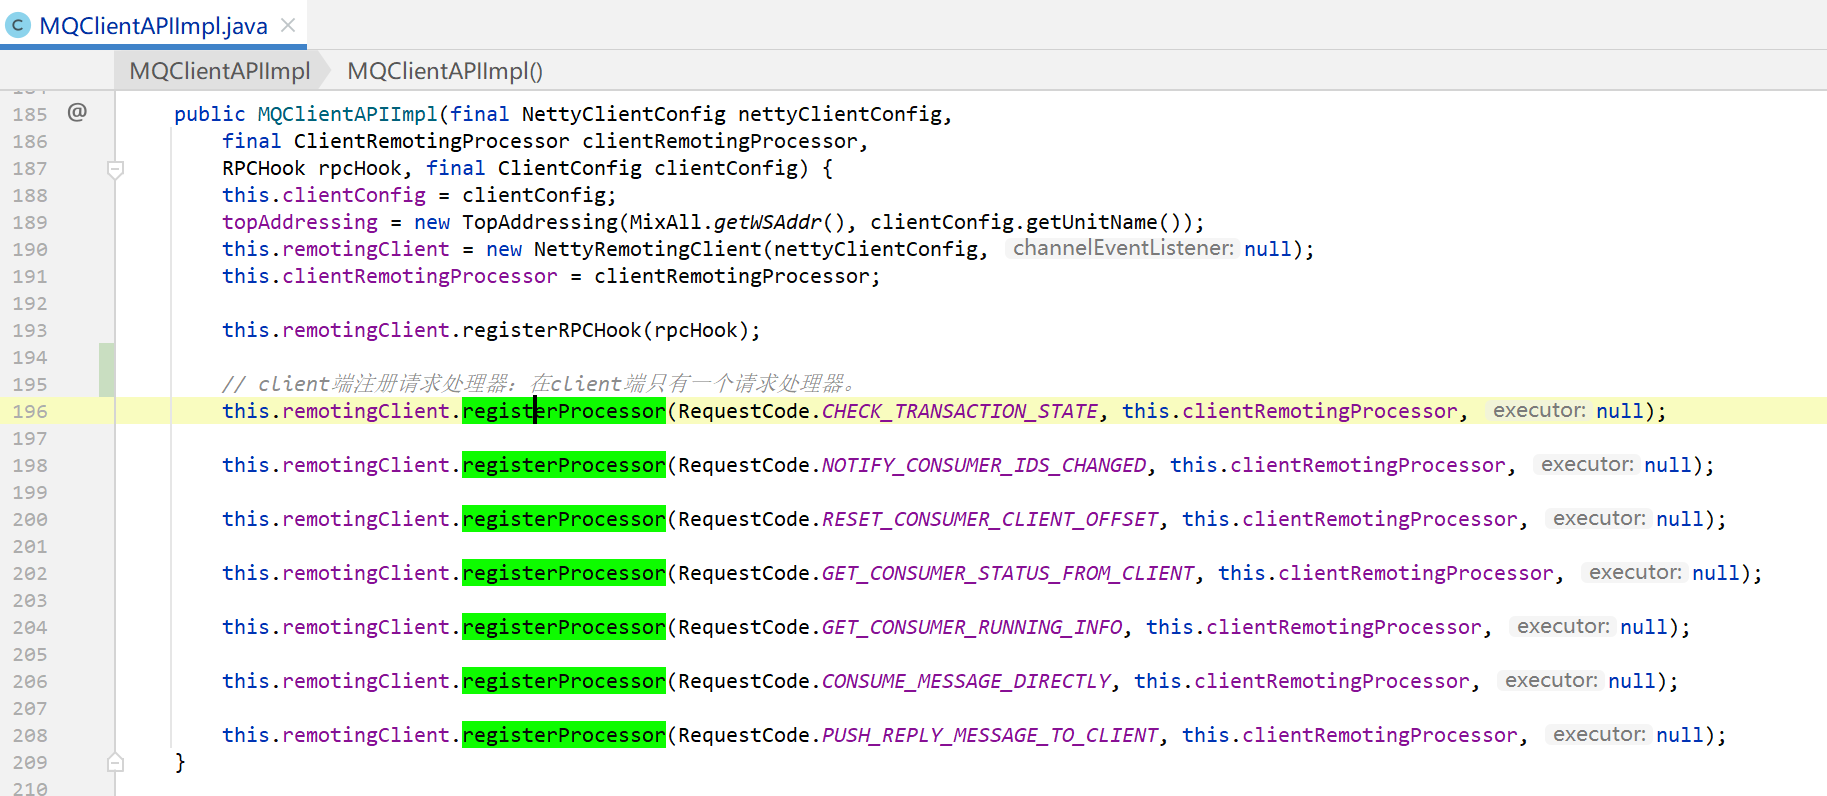 C MQClientAPIImpl.java ×
MQClientAPIImpl MQClientAPIImpl()
185 @ public MQClientAPIImpl(final NettyClientConfig nettyClientConfig,
186 final ClientRemotingProcessor clientRemotingProcessor,
187 RPCHook rpcHook, final ClientConfig clientConfig) {
188 this.clientConfig = clientConfig;
189 topAddressing = new TopAddressing(MixAll.getWSAddr(), clientConfig.getUnitName());
190 this.remotingClient = new NettyRemotingClient(nettyClientConfig, channelEventListener: null);
191 this.clientRemotingProcessor = clientRemotingProcessor;
192
193 this.remotingClient.registerRPCHook(rpcHook);
194
195 // client端注册请求处理器：在client端只有一个请求处理器。
196 this.remotingClient.registerProcessor(RequestCode.CHECK_TRANSACTION_STATE, this.clientRemotingProcessor, executor: null);
197
198 this.remotingClient.registerProcessor(RequestCode.NOTIFY_CONSUMER_IDS_CHANGED, this.clientRemotingProcessor, executor: null);
199
200 this.remotingClient.registerProcessor(RequestCode.RESET_CONSUMER_CLIENT_OFFSET, this.clientRemotingProcessor, executor: null);
201
202 this.remotingClient.registerProcessor(RequestCode.GET_CONSUMER_STATUS_FROM_CLIENT, this.clientRemotingProcessor, executor: null);
203
204 this.remotingClient.registerProcessor(RequestCode.GET_CONSUMER_RUNNING_INFO, this.clientRemotingProcessor, executor: null);
205
206 this.remotingClient.registerProcessor(RequestCode.CONSUME_MESSAGE_DIRECTLY, this.clientRemotingProcessor, executor: null);
207
208 this.remotingClient.registerProcessor(RequestCode.PUSH_REPLY_MESSAGE_TO_CLIENT, this.clientRemotingProcessor, executor: null);
209 }
210